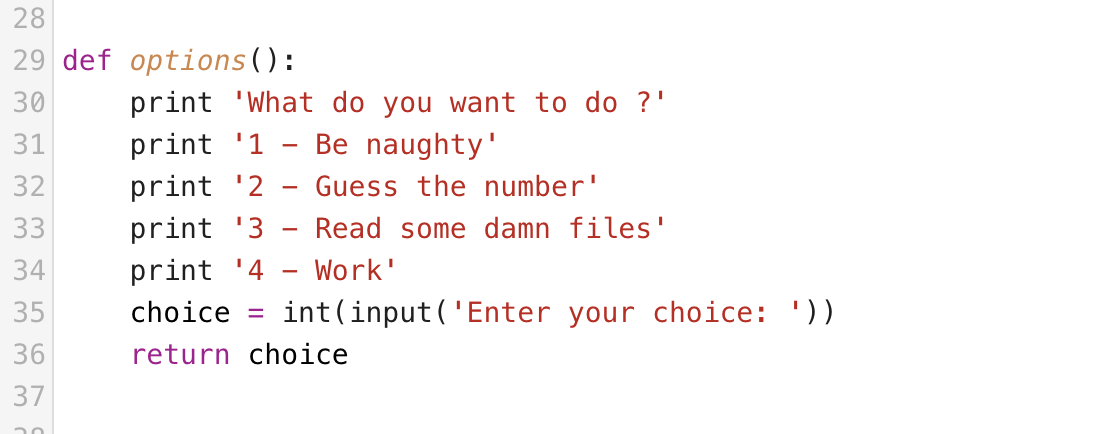 28
29 def options():
30     print 'What do you want to do ?'
31     print '1 – Be naughty'
32     print '2 – Guess the number'
33     print '3 – Read some damn files'
34     print '4 – Work'
35     choice = int(input('Enter your choice: '))
36     return choice
37